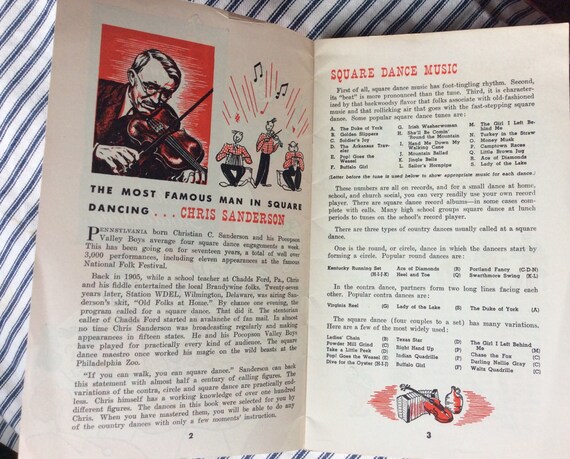 THE MOST FAMOUS MAN IN SQUARE
DANCING . . . CHRIS SANDERSON
PENNSYLVANIA born Christian C. Sanderson and his Pocopson
Valley Boys average four square dance engagements a week.
This has been going on for seventeen years, a total of well over
3,000 performances, including eleven appearances at the famous
National Folk Festival.
Back in 1905, while a school teacher at Chadds Ford, Pa., Chris
and his fiddle entertained the local Brandywine folks. Twenty-seven
years later, Station WDEL, Wilmington, Delaware, was airing San-
derson's skit, "Old Folks at Home." By chance one evening, the
program called for a square dance. That did it. The stentorian
caller of Chadds Ford started an avalanche of fan mail. In almost
no time Chris Sanderson was broadcasting regularly and making
appearances in fifteen states. He and his Pocopson Valley Boys
have played for practically every kind of audience. The square
dance maestro once worked his magic on the wild beasts at the
Philadelphia Zoo.
"If you can walk, you can square dance." Sanderson can back
this statement with almost half a century of calling figures. The
variations of the contra, circle and square dance are practically end-
less. Chris himself has a working knowledge of over one hundred
different figures. The dances in this book were selected for you by
Chris. When you have mastered them, you will be able to do any
of the country dances with only a few moments' instruction.
2
SQUARE DANCE MUSIC
First of all, square dance music has foot-tingling rhythm. Second,
its "beat" is more pronounced than the tune. Third, it is character-
ized by that backwoodsy flavor that folks associate with old-fashioned
music and that rollicking air that goes with the fast-stepping square
dance. Some popular square dance tunes are:
A. The Duke of York
B. Golden Slippers
C. Soldier's Joy
D. The Arkansas Trav-
eler
E. Pop! Goes the
Weasel
F. Buffalo Girl
G. Irish Washerwoman
H. She'll Be Comin'
'Round the Mountain
I. Hand Me Down My
Walking Cane
J. Mountain Ballad
K. Jingle Bells
L. Sailor's Hornpipe
M. The Girl I Left Be-
hind Me
N. Turkey in the Straw
O. Money Musk
P. Camptown Races
Q. Little Brown Jug
R. Ace of Diamonds
S. Lady of the Lake
(Letter before the tune is used below to show appropriate music for each dance.)
These numbers are all on records, and for a small dance at home,
school, and church social, you can very readily use your own record
player. There are square dance record albums—in some cases com-
plete with calls. Many high school groups square dance at lunch
periods to tunes on the school's record player.
There are three types of country dances usually called at a square
dance.
One is the round, or circle, dance in which the dancers start by
forming a circle. Popular round dances are:
Kentucky Running Set (H-I-E)
Ace of Diamonds (R)
Heel and Toe (Q)
Portland Fancy (C-D-N)
Swarthmore Swing (K-L)
In the contra dance, partners form two long lines facing each
other. Popular contra dances are:
Virginia Reel (G)
Lady of the Lake (S)
The Duke of York (A)
The square dance (four couples to a set) has many variations.
Here are a few of the most widely used:
Ladies' Chain (B)
Powder Mill Grind (C)
Take a Little Peek (D)
Pop! Goes the Weasel (E)
Dive for the Oyster (H-I)
Texas Star (D)
Right Hand Up (P)
Indian Quadrille (F)
Buffalo Girl (F)
The Girl I Left Behind
Me (M)
Chase the Fox (C)
Darling Nellie Gray (C)
Waltz Quadrille (C)
3